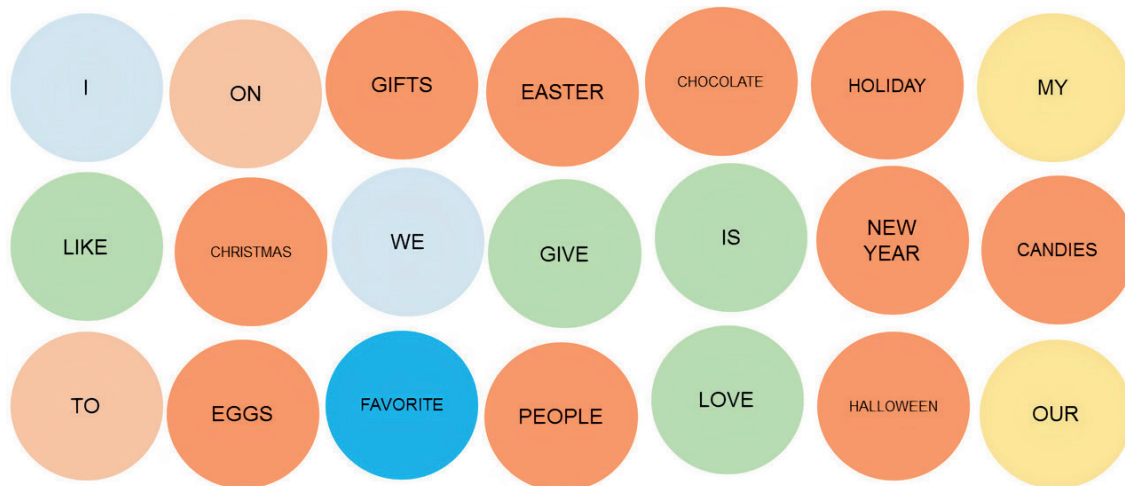 I
ON
GIFTS
EASTER
CHOCOLATE
HOLIDAY
MY
LIKE
CHRISTMAS
WE
GIVE
IS
NEW
YEAR
CANDIES
TO
EGGS
FAVORITE
PEOPLE
LOVE
HALLOWEEN
OUR